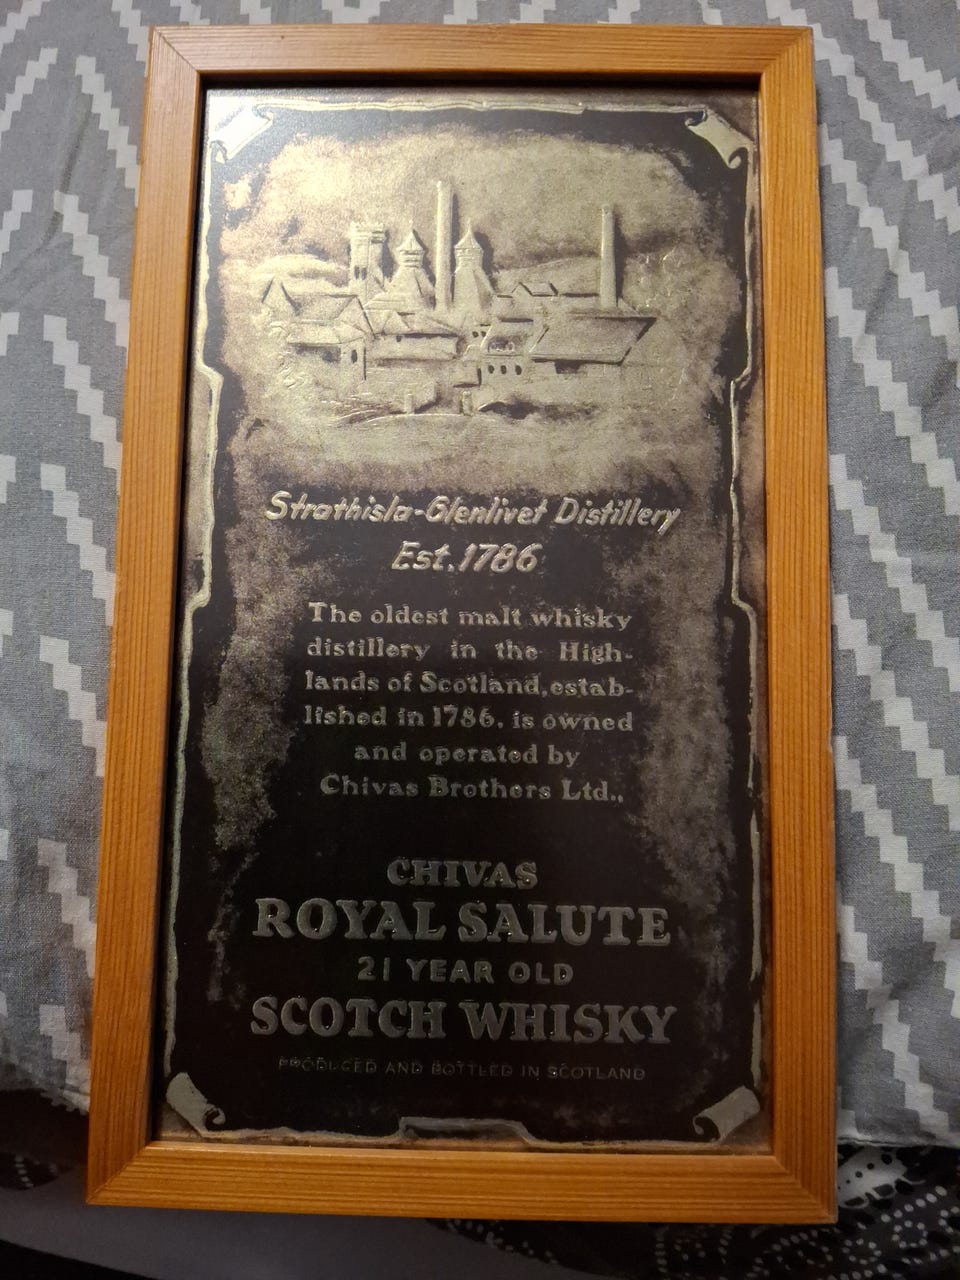 Strathisla-Glenlivet Distillery
Est. 1786
The oldest malt whisky
distillery in the High-
lands of Scotland, estab-
lished in 1786. is owned
and operated by
Chivas Brothers Ltd.,
CHIVAS
ROYAL SALUTE
21 YEAR OLD
SCOTCH WHISKY
PRODUCED AND BOTTLED IN SCOTLAND